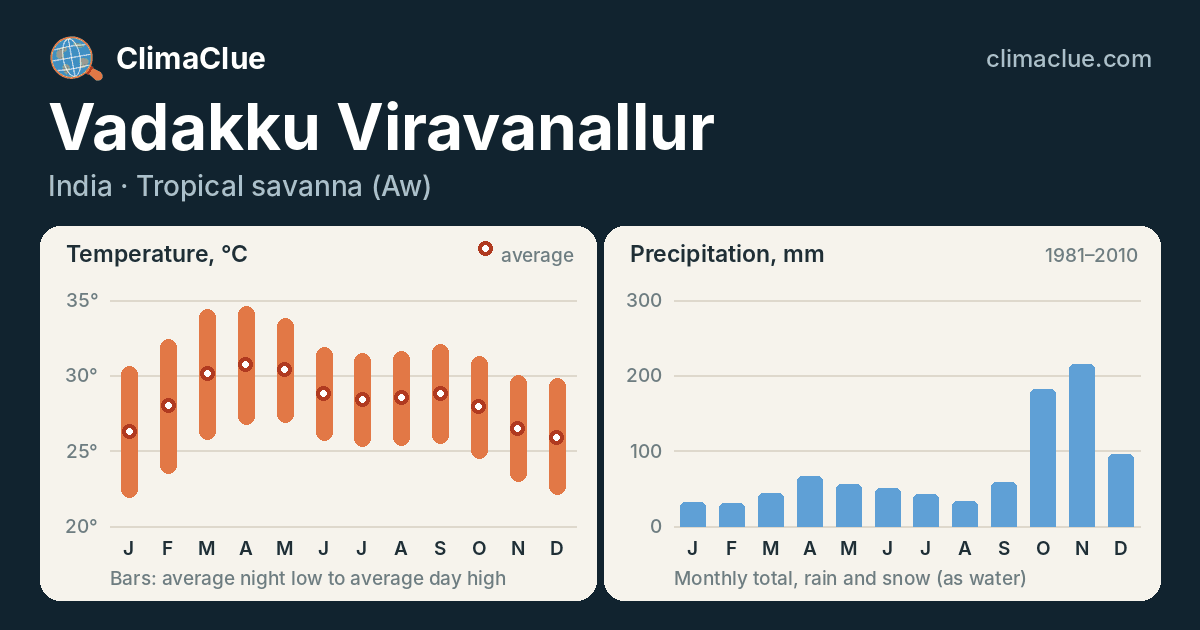 ClimaClue
climaclue.com
Vadakku Viravanallur
India · Tropical savanna (Aw)
Temperature, °C
average
35°
30°
25°
20°
J F M A M J J A S O N D
Bars: average night low to average day high
Precipitation, mm
1981–2010
300
200
100
0
J F M A M J J A S O N D
Monthly total, rain and snow (as water)